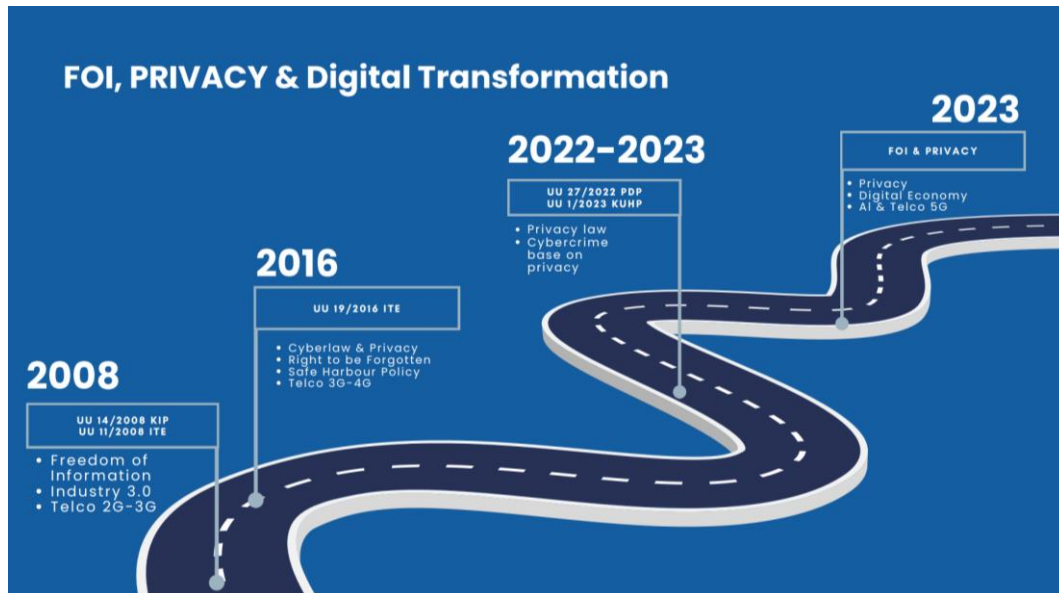 FOI, PRIVACY & Digital Transformation
2008
UU 14/2008 KIP
UU 11/2008 ITE
• Freedom of
Information
• Industry 3.0
• Telco 2G-3G
2016
UU 19/2016 ITE
• Cyberlaw & Privacy
• Right to be Forgotten
• Safe Harbour Policy
• Telco 3G-4G
2022-2023
UU 27/2022 PDP
UU 1/2023 KUHP
• Privacy law
• Cybercrime
base on
privacy
2023
FOI & PRIVACY
• Privacy
• Digital Economy
• AI & Telco 5G